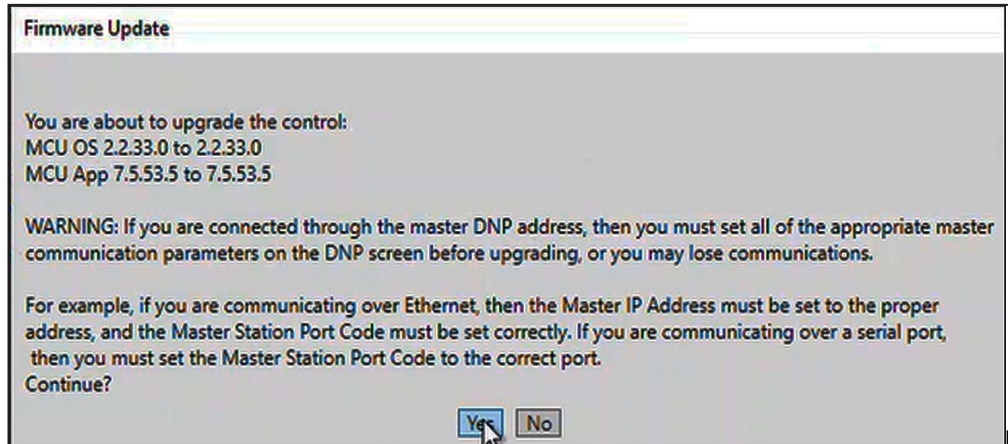 Firmware Update
You are about to upgrade the control:
MCU OS 2.2.33.0 to 2.2.33.0
MCU App 7.5.53.5 to 7.5.53.5
WARNING: If you are connected through the master DNP address, then you must set all of the appropriate master
communication parameters on the DNP screen before upgrading, or you may lose communications.
For example, if you are communicating over Ethernet, then the Master IP Address must be set to the proper
address, and the Master Station Port Code must be set correctly. If you are communicating over a serial port,
then you must set the Master Station Port Code to the correct port.
Continue?
Yes No